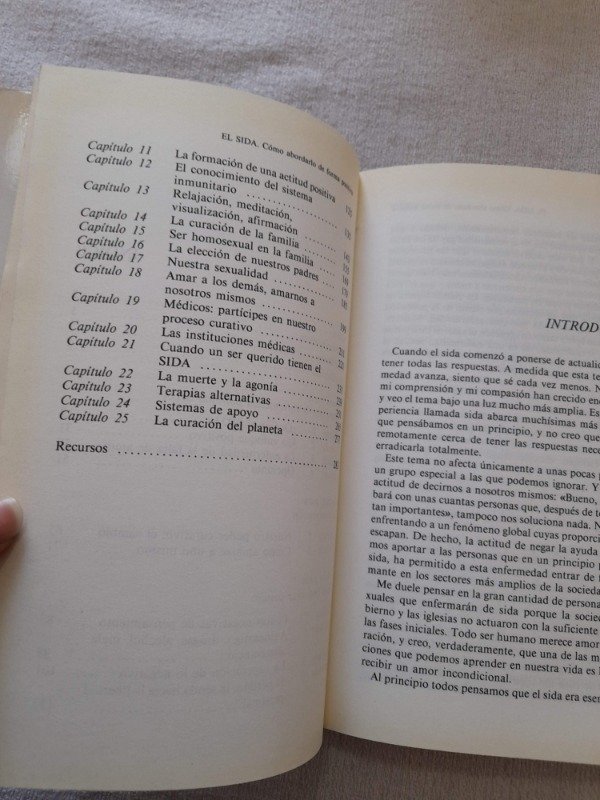 EL SIDA. Cómo abordarlo de forma positiva
Capítulo 11 La formación de una actitud positiva
Capítulo 12 El conocimiento del sistema
inmunitario
Capítulo 13 Relajación, meditación,
visualización, afirmación
Capítulo 14 La curación de la familia
Capítulo 15 Ser homosexual en la familia
Capítulo 16 La elección de nuestros padres
Capítulo 17 Nuestra sexualidad
Capítulo 18 Amar a los demás, amarnos a
nosotros mismos
Capítulo 19 Médicos: partícipes en nuestro
proceso curativo
Capítulo 20 Las instituciones médicas
Capítulo 21 Cuando un ser querido tiene el
SIDA
Capítulo 22 La muerte y la agonía
Capítulo 23 Terapias alternativas
Capítulo 24 Sistemas de apoyo
Capítulo 25 La curación del planeta
Recursos
INTROD
Cuando el sida comenzó a ponerse de actualid
tener todas las respuestas. A medida que esta te
medad avanza, siento que sé cada vez menos. N
mi comprensión y mi compasión han crecido eno
y veo el tema bajo una luz mucho más amplia. Es
periencia llamada sida abarca muchísimas más
que pensábamos en un principio, y no creo que
remotamente cerca de tener las respuestas nece
erradicarla totalmente.
Este tema no afecta únicamente a unas pocas p
un grupo especial a las que podemos ignorar. Y
actitud de decirnos a nosotros mismos: «Bueno,
bará con unas cuantas personas que, después de to
tan importantes», tampoco nos soluciona nada. N
enfrentando a un fenómeno global cuyas proporci
escapan. De hecho, la actitud de negar la ayuda
mos aportar a las personas que en un principio
sida, ha permitido a esta enfermedad entrar de
mante en los sectores más amplios de la sociedad
Me duele pensar en la gran cantidad de persona
xuales que enfermarán de sida porque la socie
bierno y las iglesias no actuaron con la suficiente
las fases iniciales. Todo ser humano merece amor
ración, y creo, verdaderamente, que una de las m
ciones que podemos aprender en nuestra vida es l
recibir un amor incondicional.
Al principio todos pensamos que el sida era esen